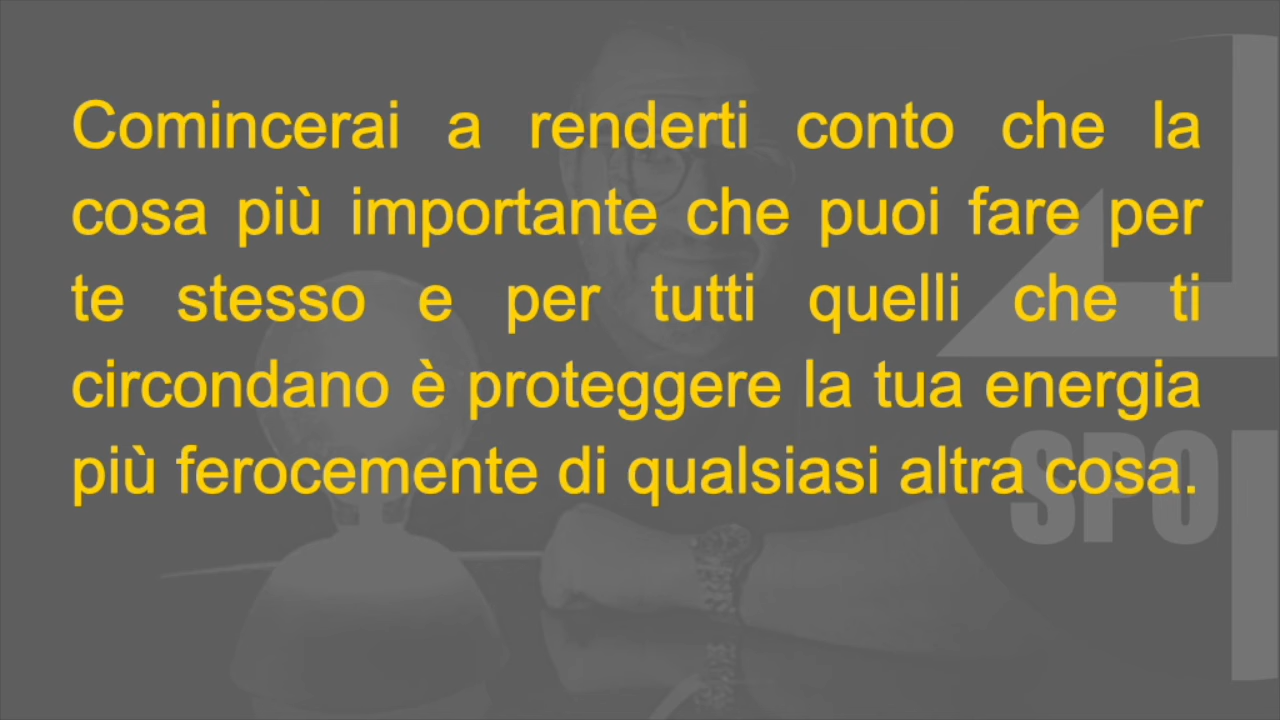 Comincerai a renderti conto che la
cosa più importante che puoi fare per
te stesso e per tutti quelli che ti
circondano è proteggere la tua energia
più ferocemente di qualsiasi altra cosa.
SPO